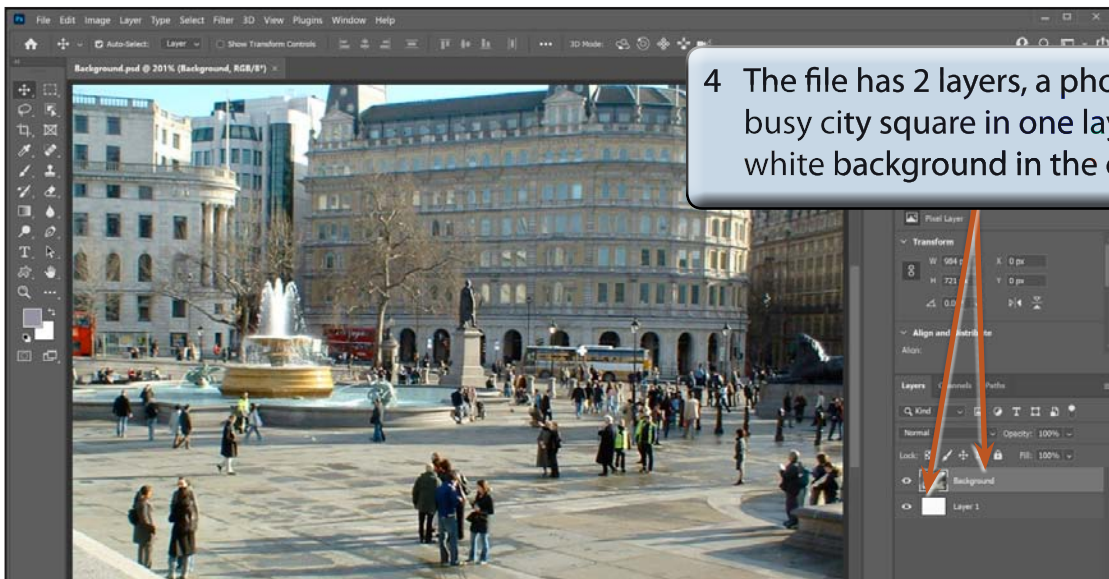 Ps File Edit Image Layer Type Select Filter 3D View Plugins Window Help
Auto-Select: Layer Show Transform Controls ••• 3D Mode:
Background.psd @ 201% (Background, RGB/8*) ×
4 The file has 2 layers, a pho
busy city square in one lay
white background in the
Pixel Layer
Transform
W 984 X 0 px
H 721 Y 0 px
Align and Distribute
Align:
Layers Channels Paths
Kind
Normal Opacity: 100%
Lock: Fill: 100%
Background
Layer 1